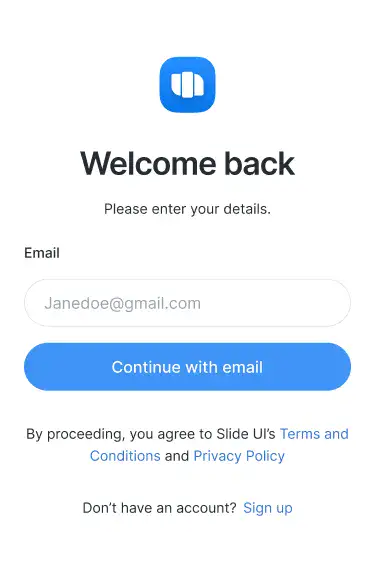 Welcome back
Please enter your details.
Email
Janedoe@gmail.com
Continue with email
By proceeding, you agree to Slide UI’s Terms and
Conditions and Privacy Policy
Don’t have an account? Sign up